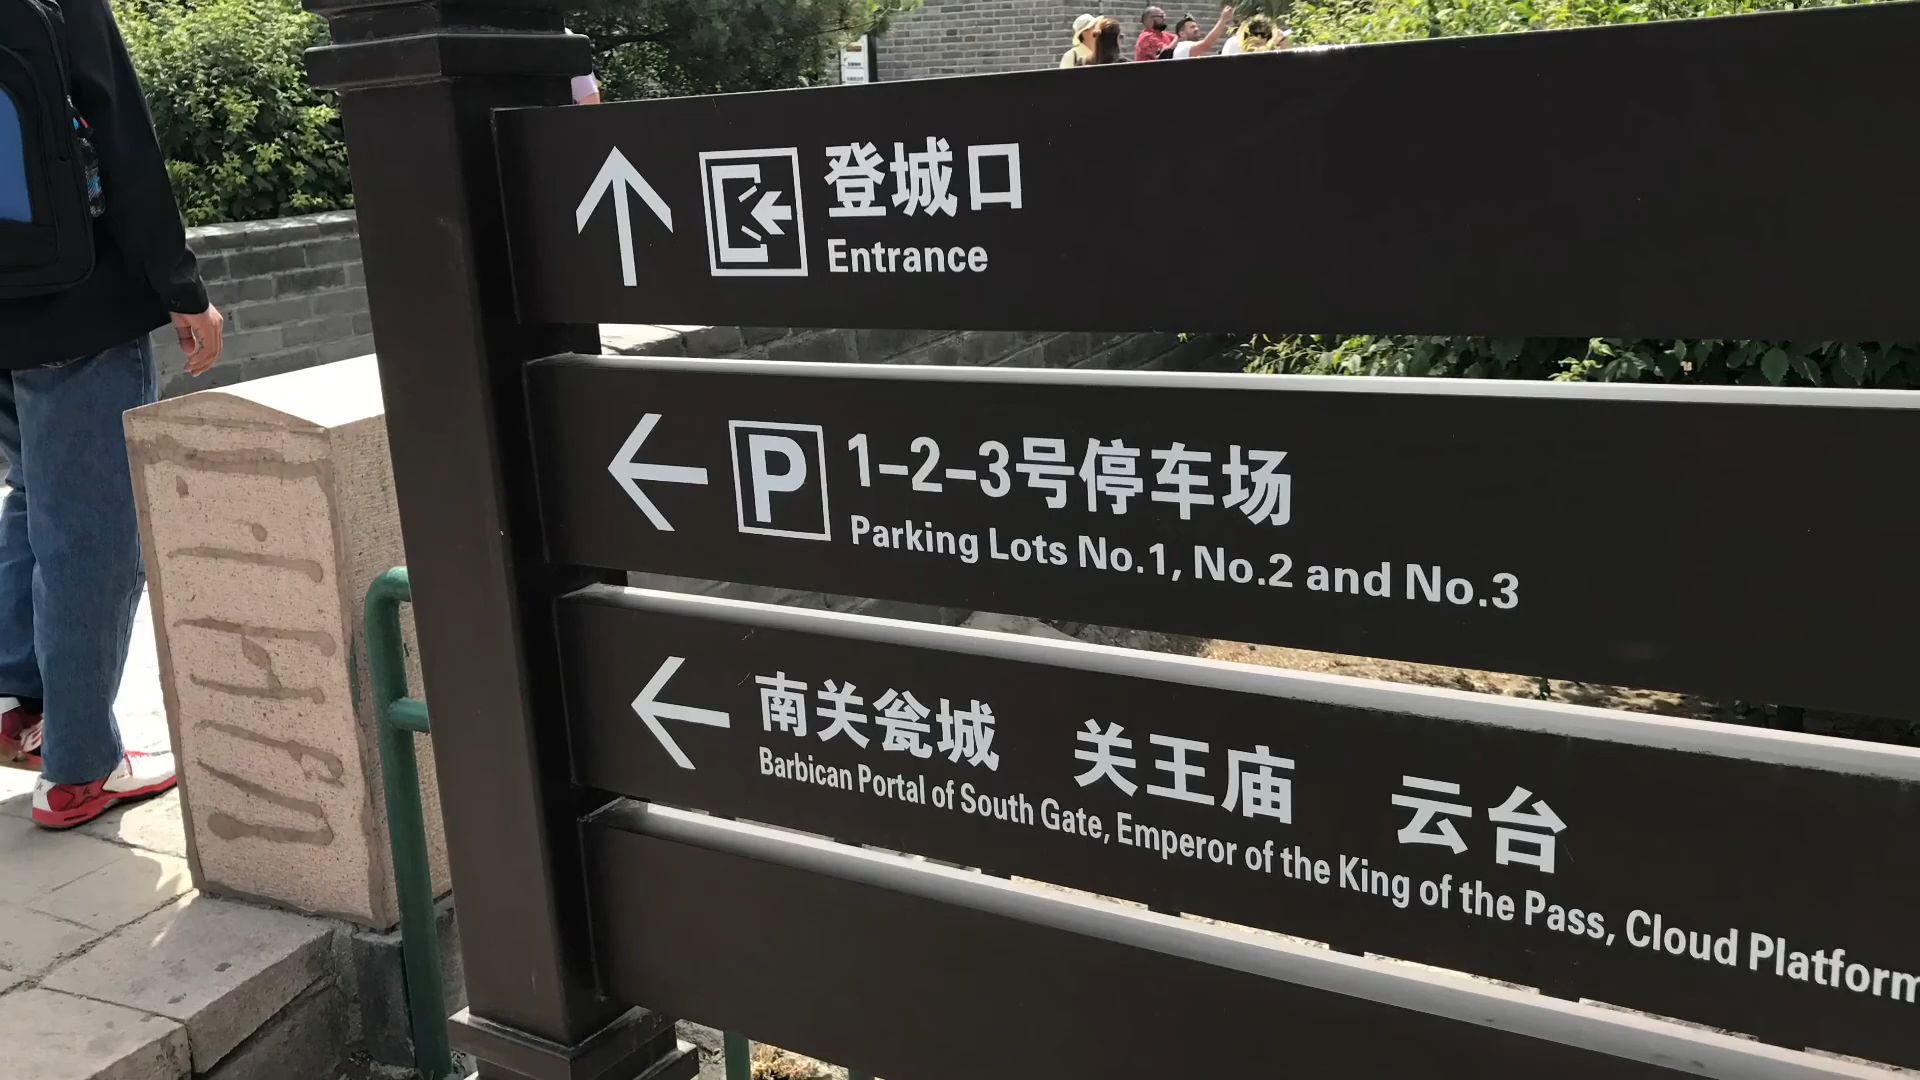 登城口
Entrance
P
1-2-3号停车场
Parking Lots No.1, No.2 and No.3
南关瓮城 关王庙 云台
Barbican Portal of South Gate, Emperor of the King of the Pass, Cloud Platform